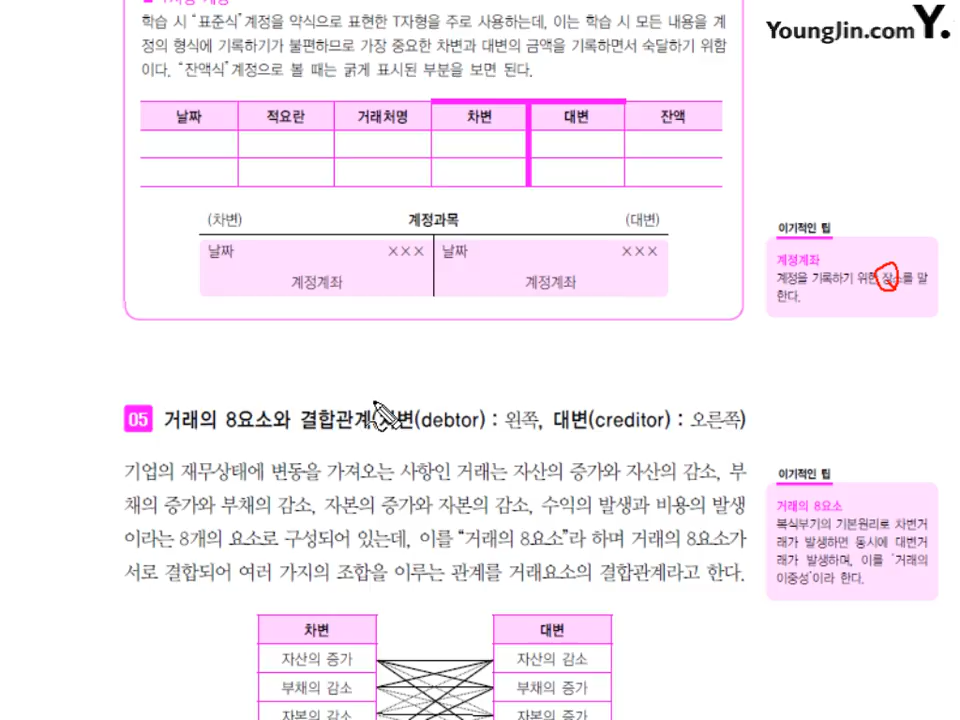 학습 시 “표준식”계정을 약식으로 표현한 T자형을 주로 사용하는데, 이는 학습 시 모든 내용을 계
정의 형식에 기록하기가 불편하므로 가장 중요한 차변과 대변의 금액을 기록하면서 숙달하기 위함
이다. “잔액식”계정으로 볼 때는 굵게 표시된 부분을 보면 된다.
YoungJin.com Y.
날짜 적요란 거래처명 차변 대변 잔액
(차변) 계정과목 (대변)
날짜 ××× 날짜 ×××
계정계좌 계정계좌
이기적인 팁
계정계좌
계정을 기록하기 위한 장소를 말
한다.
05 거래의 8요소와 결합관계(차변(debtor) : 왼쪽, 대변(creditor) : 오른쪽)
기업의 재무상태에 변동을 가져오는 사항인 거래는 자산의 증가와 자산의 감소, 부
채의 증가와 부채의 감소, 자본의 증가와 자본의 감소, 수익의 발생과 비용의 발생
이라는 8개의 요소로 구성되어 있는데, 이를 “거래의 8요소”라 하며 거래의 8요소가
서로 결합되어 여러 가지의 조합을 이루는 관계를 거래요소의 결합관계라고 한다.
이기적인 팁
거래의 8요소
복식부기의 기본원리로 차변거
래가 발생하면 동시에 대변거
래가 발생하며, 이를 ‘거래의
이중성’이라 한다.
차변 대변
자산의 증가 자산의 감소
부채의 감소 부채의 증가
자본의 감소 자본의 증가